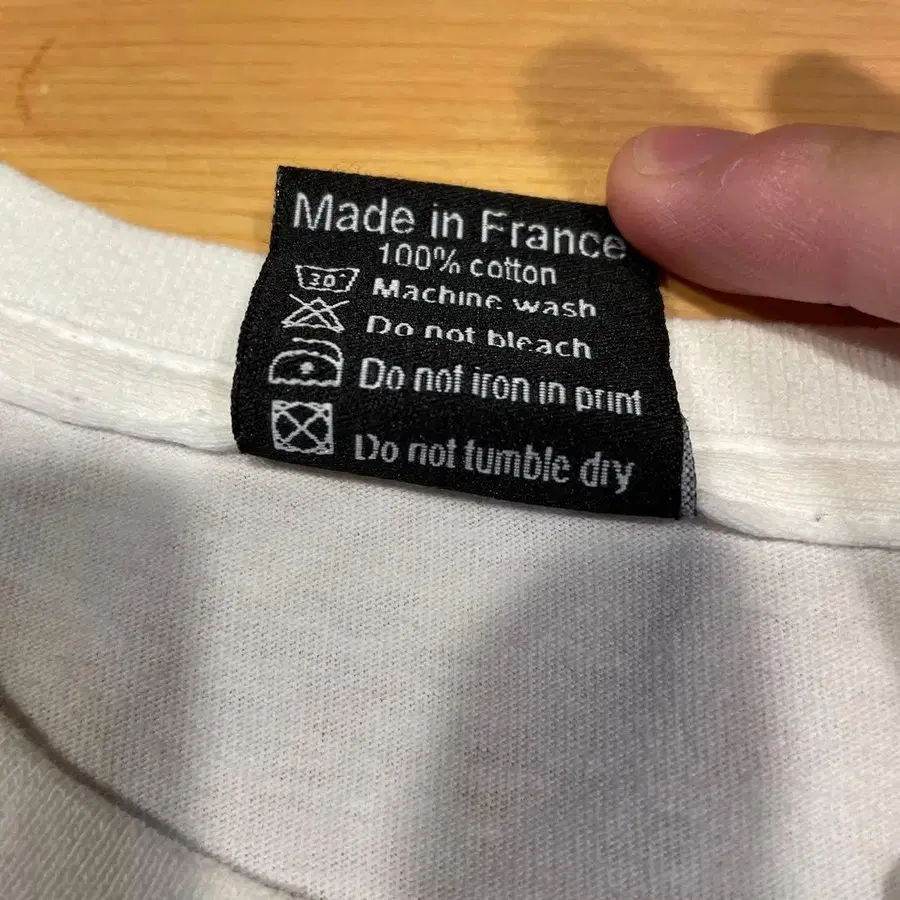 Made in France
100% cotton
30° Machine wash
Do not bleach
Do not iron in print
Do not tumble dry